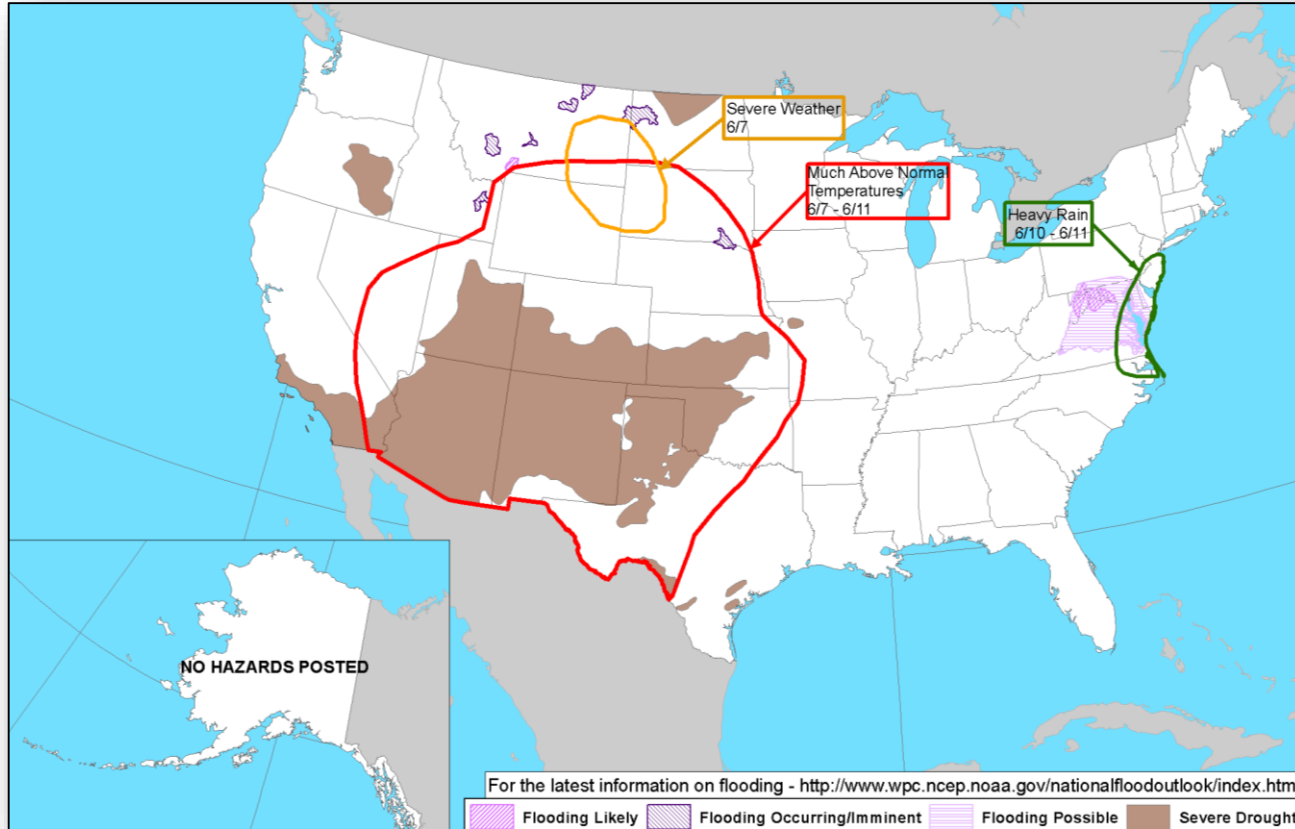 Severe Weather
6/7
Much Above Normal
Temperatures
6/7 - 6/11
Heavy Rain
6/10 - 6/11
NO HAZARDS POSTED
For the latest information on flooding - http://www.wpc.ncep.noaa.gov/nationalfloodoutlook/index.htm
Flooding Likely Flooding Occurring/Imminent Flooding Possible Severe Drought